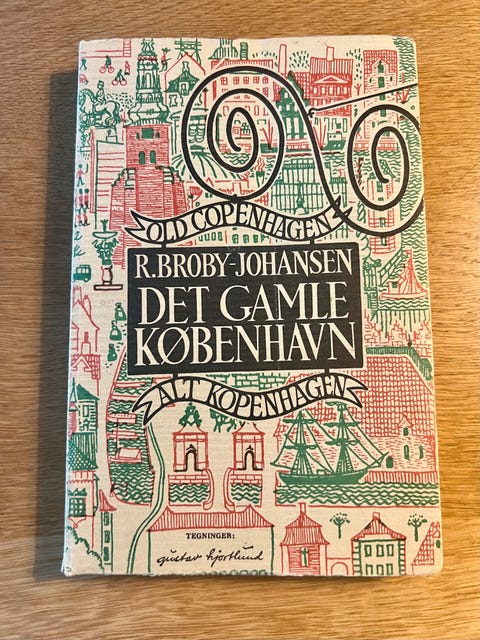 OLD COPENHAGEN
R. BROBY-JOHANSEN
DET GAMLE
KØBENHAVN
ALT KOPENHAGEN
TEGNINGER:
gustav hjortlund